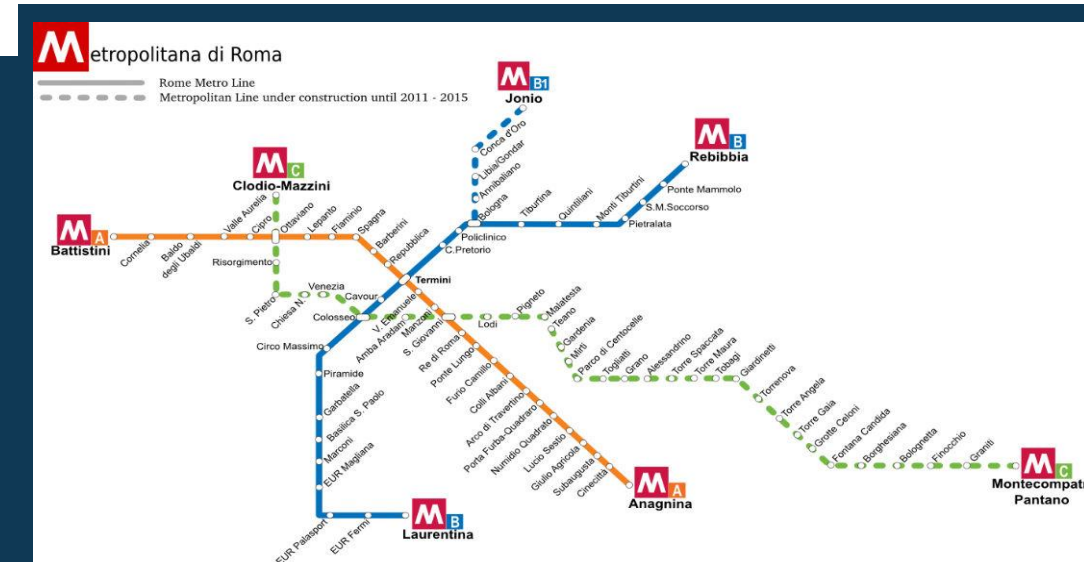 Metropolitana di Roma
Rome Metro Line
Metropolitan Line under construction until 2011 - 2015
M B1
Jonio
Conca d'Oro
Libia/Gondar
Annibaliano
M B
Rebibbia
Ponte Mammolo
S.M.Soccorso
Pietralata
Monti Tiburtini
Quintiliani
Tiburtina
Bologna
Policlinico
C.Pretorio
Termini
Cavour
Colosseo
Circo Massimo
Piramide
Garbatella
Basilica S. Paolo
Marconi
EUR Magliana
EUR Palasport
EUR Fermi
M B
Laurentina
M A
Battistini
Cornelia
Baldo
degli Ubaldi
Valle Aurelia
Cipro
Ottaviano
Lepanto
Flaminio
Spagna
Barberini
Repubblica
V. Emanuele
Manzoni
S. Giovanni
Re di Roma
Ponte Lungo
Furio Camillo
Colli Albani
Arco di Travertino
Porta Furba-Quadraro
Numidio Quadrato
Lucio Sestio
Giulio Agricola
Subaugusta
Cinecitta
M A
Anagnina
M C
Clodio-Mazzini
Risorgimento
S. Pietro
Chiesa N.
Venezia
Amba Aradam
Lodi
Pigneto
Malatesta
Teano
Gardenia
Mirti
Parco di Centocelle
Togliatti
Grano
Alessandrino
Torre Spaccata
Torre Maura
Tobagi
Giardinetti
Torrenova
Torre Angela
Torre Gaia
Grotte Celoni
Fontana Candida
Borghesiana
Bolognetta
Finocchio
Graniti
M C
Montecompatr
Pantano